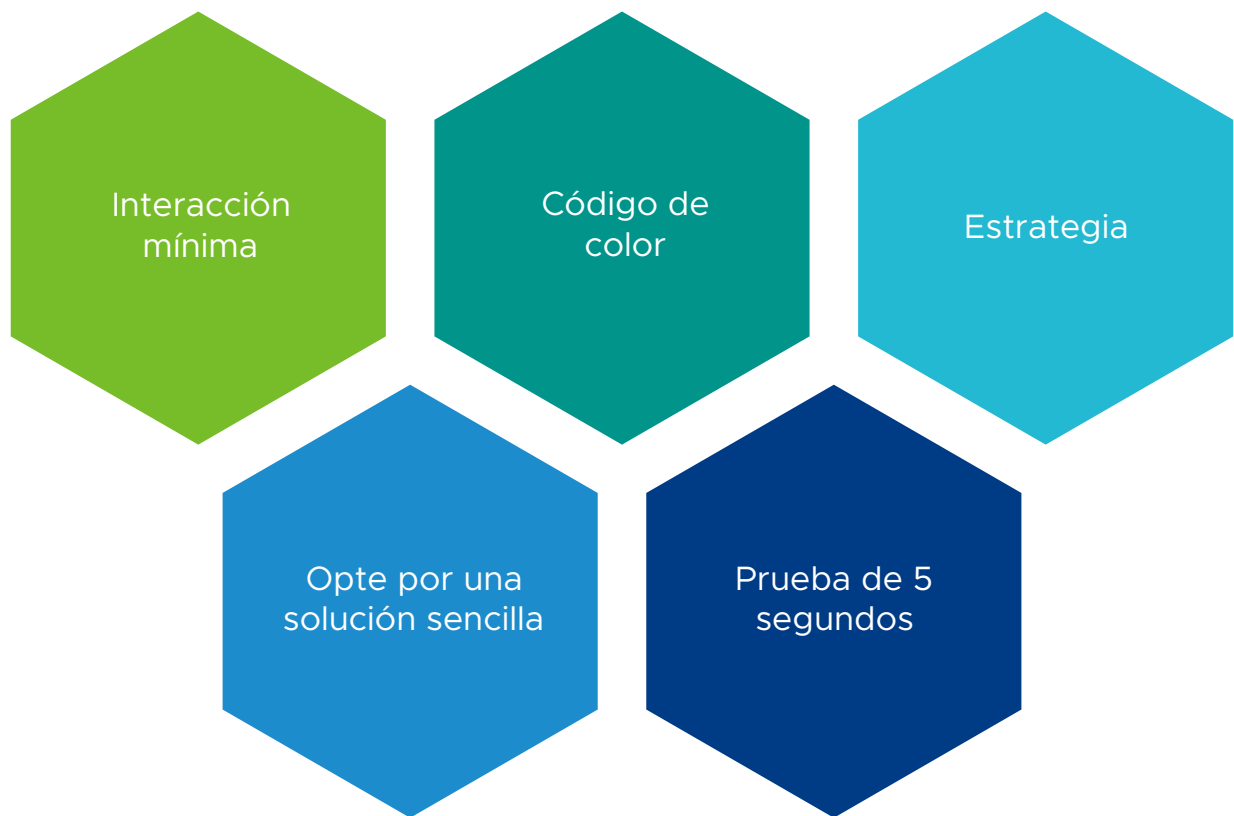 Interacción
mínima
Código de
color
Estrategia
Opte por una
solución sencilla
Prueba de 5
segundos